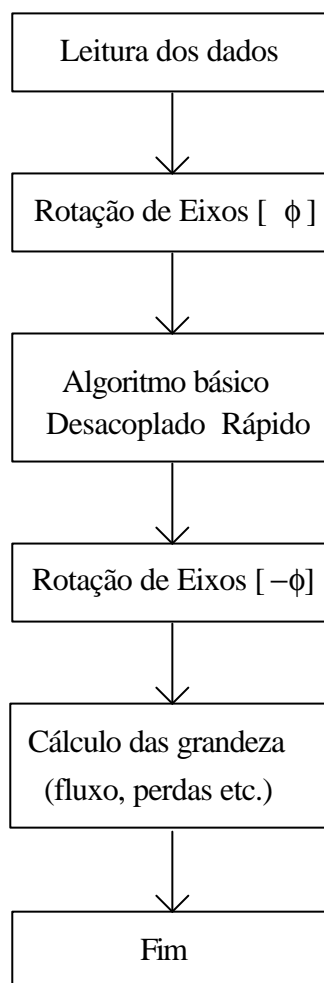 Leitura dos dados
Rotação de Eixos [ ϕ ]
Algoritmo básico
Desacoplado Rápido
Rotação de Eixos [−ϕ]
Cálculo das grandeza
(fluxo, perdas etc.)
Fim